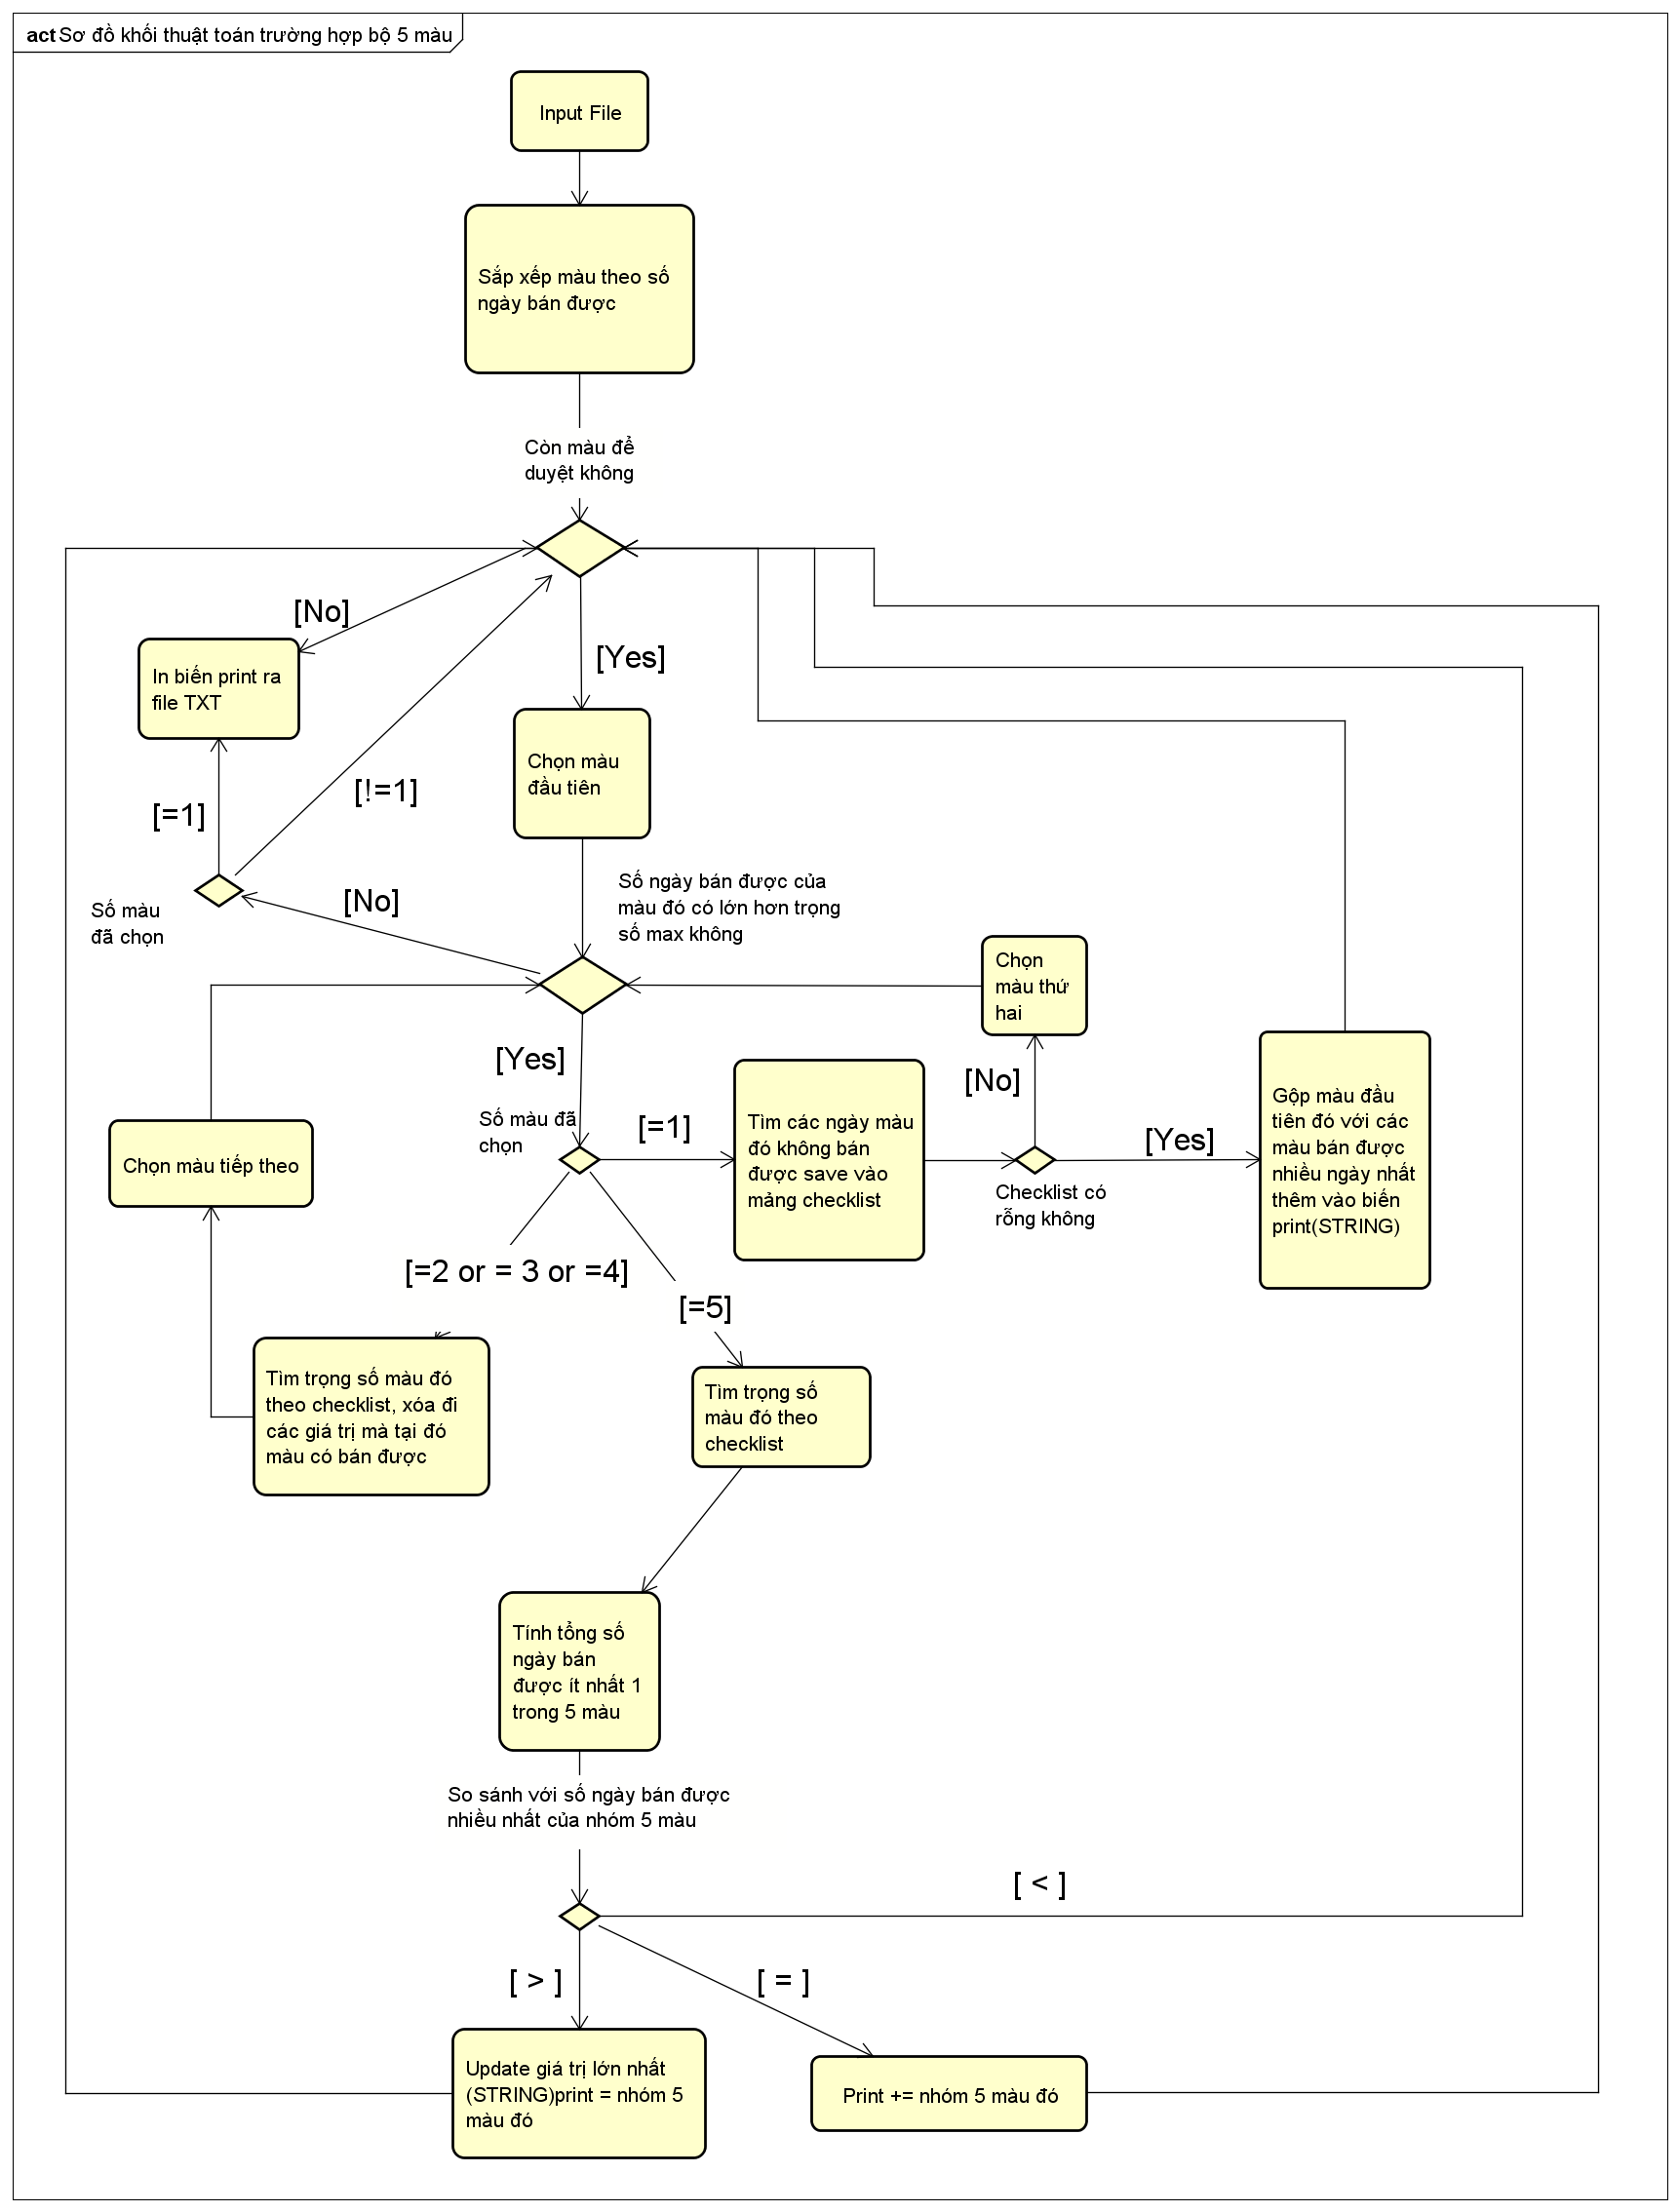 act Sơ đồ khối thuật toán trường hợp bộ 5 màu
Input File
Sắp xếp màu theo số
ngày bán được
Còn màu để
duyệt không
[No]
[Yes]
In biến print ra
file TXT
Chọn màu
đầu tiên
[=1]
[!=1]
Số màu
đã chọn
[No]
Số ngày bán được của
màu đó có lớn hơn trọng
số max không
Chọn
màu thứ
hai
[Yes]
[No]
Số màu đã
chọn
[=1]
Tìm các ngày màu
đó không bán
được save vào
mảng checklist
Checklist có
rỗng không
[Yes]
Gộp màu đầu
tiên đó với các
màu bán được
nhiều ngày nhất
thêm vào biến
print(STRING)
Chọn màu tiếp theo
[=2 or = 3 or =4]
[=5]
Tìm trọng số màu đó
theo checklist, xóa đi
các giá trị mà tại đó
màu có bán được
Tìm trọng số
màu đó theo
checklist
Tính tổng số
ngày bán
được ít nhất 1
trong 5 màu
So sánh với số ngày bán được
nhiều nhất của nhóm 5 màu
[ < ]
[ > ]
[ = ]
Update giá trị lớn nhất
(STRING)print = nhóm 5
màu đó
Print += nhóm 5 màu đó